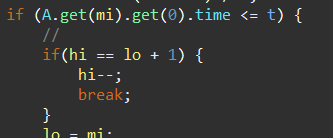 if (A.get(mi).get(0).time <= t) {
//
if(hi == lo + 1) {
hi--;
break;
}
lo = mi;